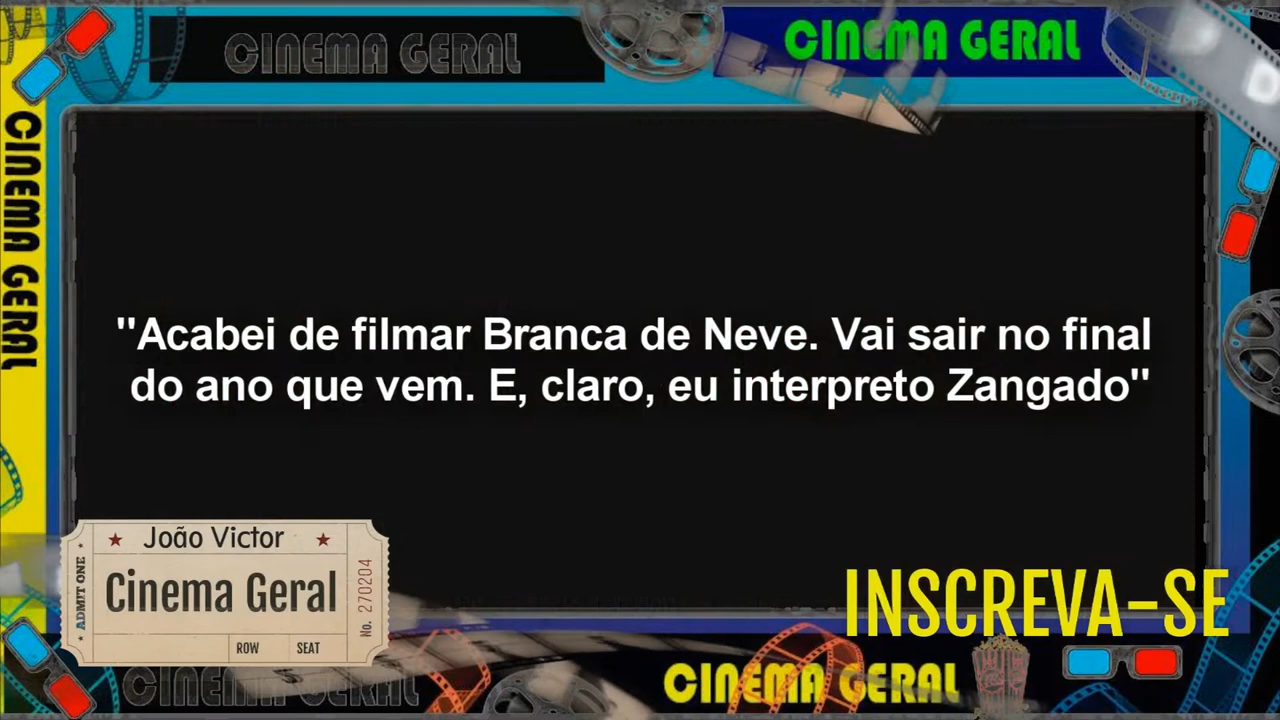 CINEMA GERAL
CINEMA GERAL
CINEMA GERAL
"Acabei de filmar Branca de Neve. Vai sair no final
do ano que vem. E, claro, eu interpreto Zangado"
João Victor
ADMIT ONE
Cinema Geral
No. 270204
ROW SEAT
INSCREVA-SE
CINEMA GERAL
CINEMA GERAL